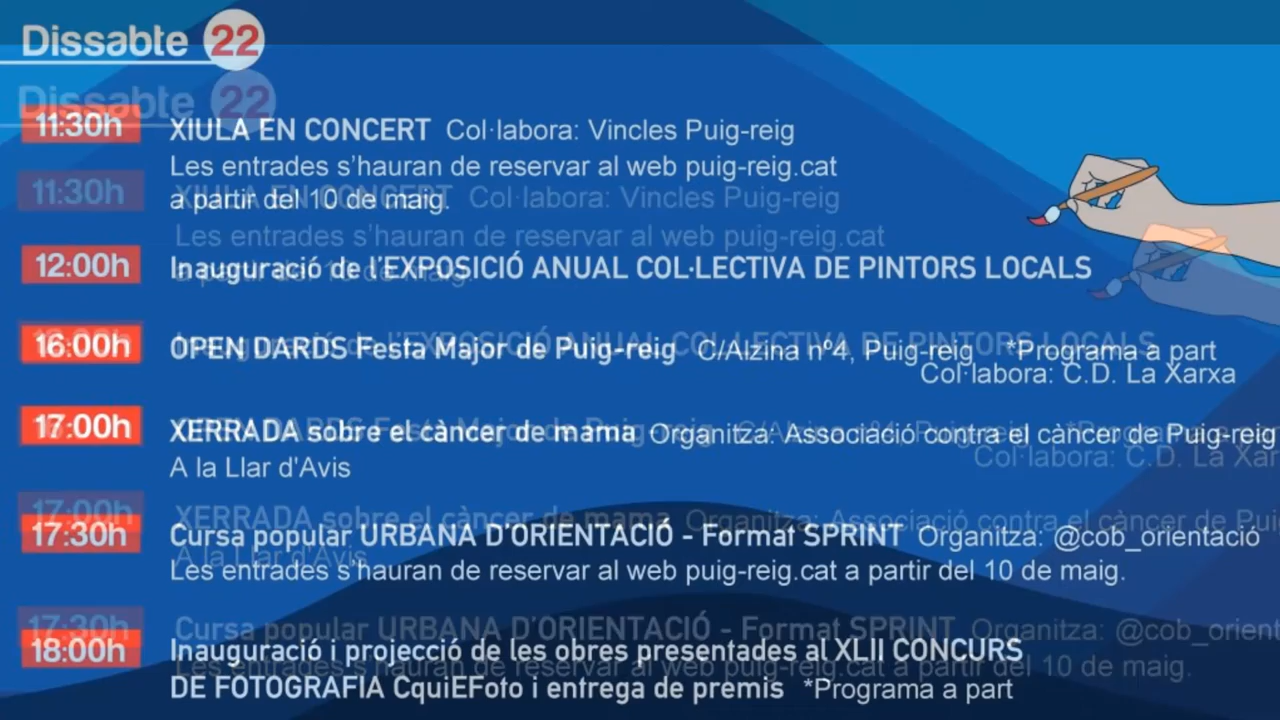 Dissabte 22
11:30h XIULA EN CONCERT Col·labora: Vincles Puig-reig
Les entrades s'hauran de reservar al web puig-reig.cat
a partir del 10 de maig.
12:00h Inauguració de l'EXPOSICIÓ ANUAL COL·LECTIVA DE PINTORS LOCALS
16:00h OPEN DARDS Festa Major de Puig-reig C/Alzina nº4, Puig-reig *Programa a part
Col·labora: C.D. La Xarxa
17:00h XERRADA sobre el càncer de mama Organitza: Associació contra el càncer de Puig-reig
A la Llar d'Avis
17:30h Cursa popular URBANA D'ORIENTACIÓ - Format SPRINT Organitza: @cob_orientació
Les entrades s'hauran de reservar al web puig-reig.cat a partir del 10 de maig.
18:00h Inauguració i projecció de les obres presentades al XLII CONCURS
DE FOTOGRAFIA CquiEFoto i entrega de premis *Programa a part